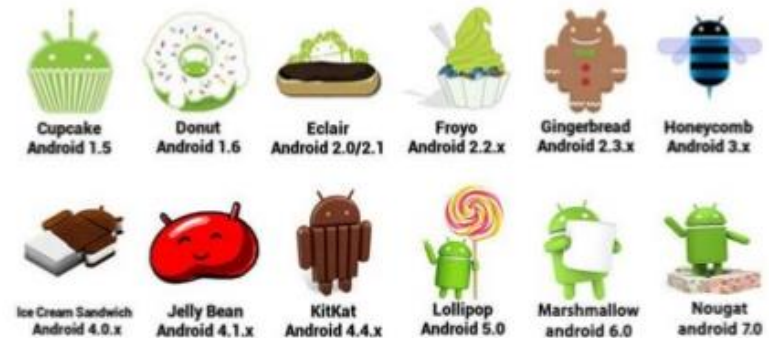 Cupcake
Android 1.5
Donut
Android 1.6
Eclair
Android 2.0/2.1
Froyo
Android 2.2.x
Gingerbread
Android 2.3.x
Honeycomb
Android 3.x
Ice Cream Sandwich
Android 4.0.x
Jelly Bean
Android 4.1.x
KitKat
Android 4.4.x
Lollipop
Android 5.0
Marshmallow
android 6.0
Nougat
android 7.0